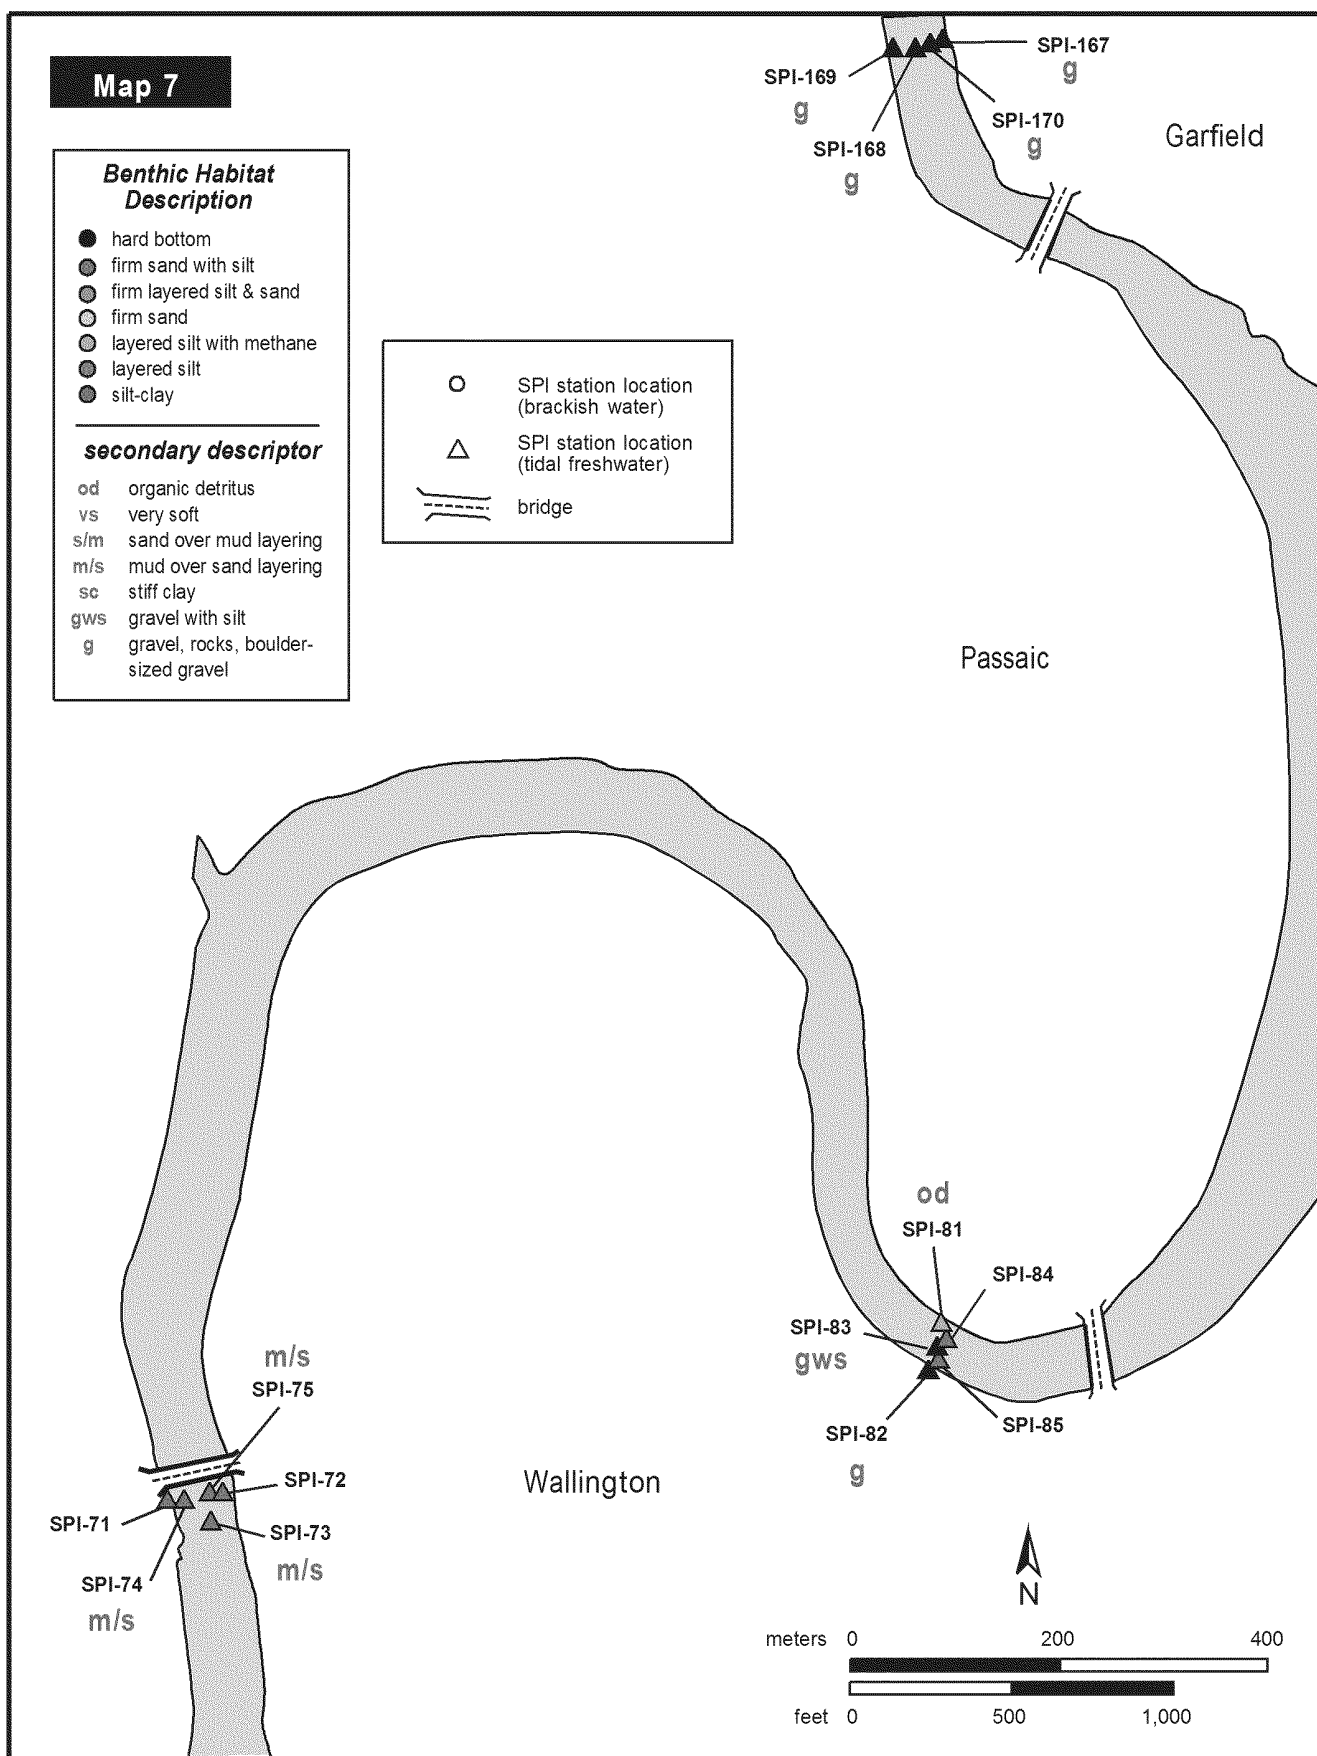 Map 7
Benthic Habitat
Description
hard bottom
firm sand with silt
firm layered silt & sand
firm sand
layered silt with methane
layered silt
silt-clay
secondary descriptor
od organic detritus
vs very soft
s/m sand over mud layering
m/s mud over sand layering
sc stiff clay
gws gravel with silt
g gravel, rocks, boulder-
sized gravel
SPI station location
(brackish water)
SPI station location
(tidal freshwater)
bridge
SPI-167
g
SPI-169
g
SPI-170
g
SPI-168
g
Garfield
Passaic
od
SPI-81
SPI-84
SPI-83
gws
SPI-85
SPI-82
g
m/s
SPI-75
SPI-72
SPI-71
SPI-73
m/s
SPI-74
m/s
Wallington
N
meters 0 200 400
feet 0 500 1,000